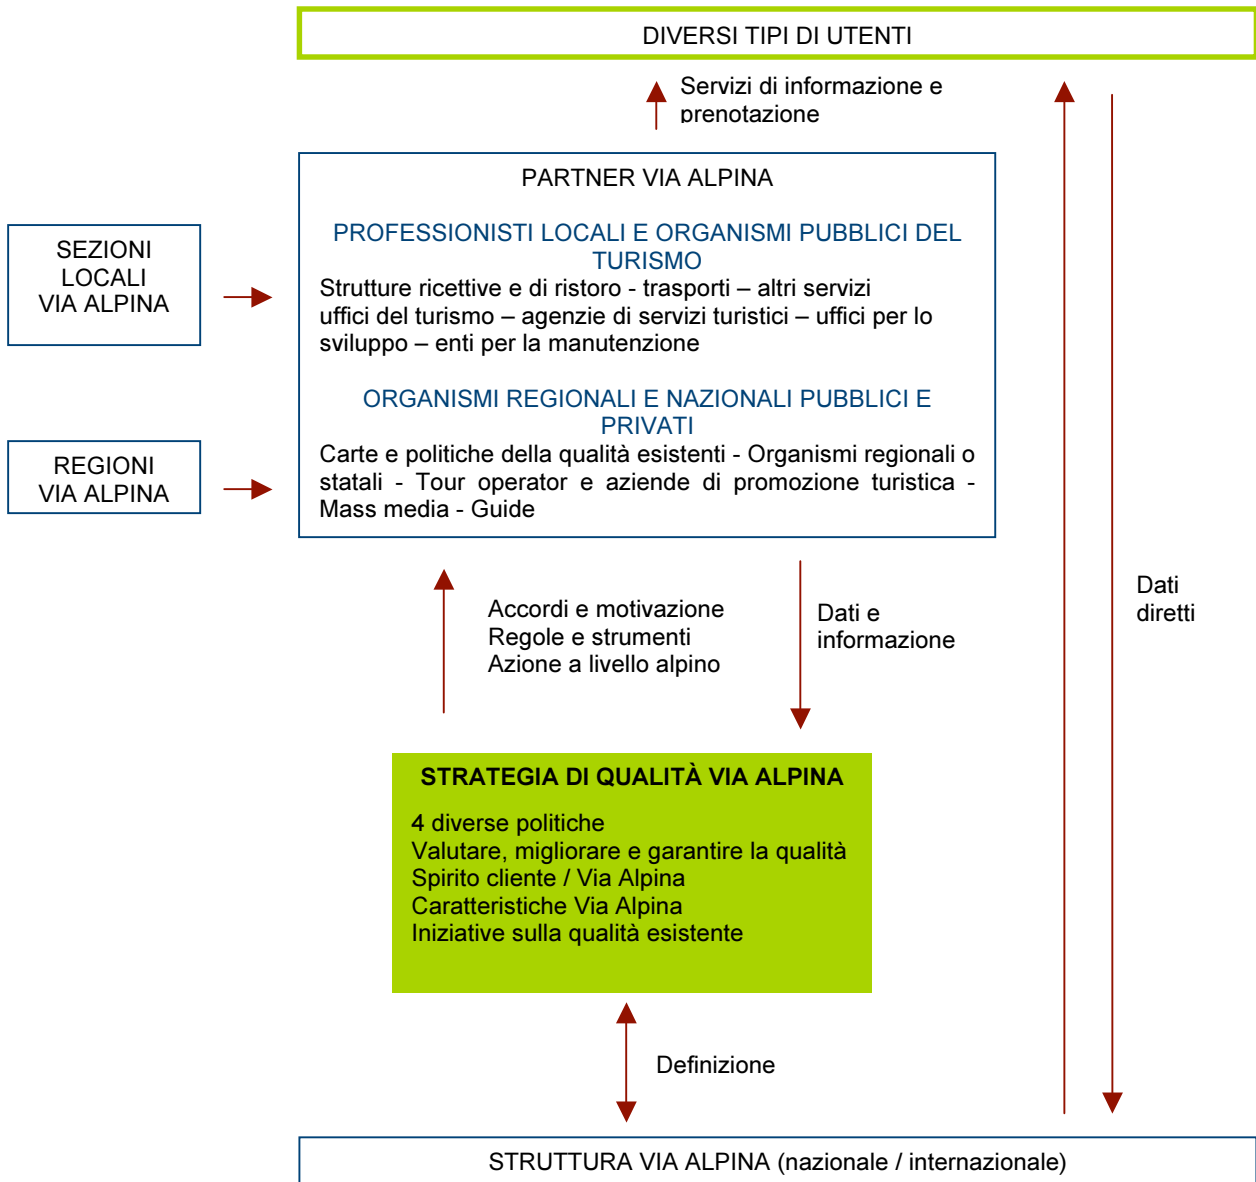 DIVERSI TIPI DI UTENTI
Servizi di informazione e
prenotazione
PARTNER VIA ALPINA
PROFESSIONISTI LOCALI E ORGANISMI PUBBLICI DEL
TURISMO
Strutture ricettive e di ristoro - trasporti – altri servizi
uffici del turismo – agenzie di servizi turistici – uffici per lo
sviluppo – enti per la manutenzione
ORGANISMI REGIONALI E NAZIONALI PUBBLICI E
PRIVATI
Carte e politiche della qualità esistenti - Organismi regionali o
statali - Tour operator e aziende di promozione turistica -
Mass media - Guide
SEZIONI
LOCALI
VIA ALPINA
REGIONI
VIA ALPINA
Accordi e motivazione
Regole e strumenti
Azione a livello alpino
Dati e
informazione
Dati
diretti
STRATEGIA DI QUALITÀ VIA ALPINA
4 diverse politiche
Valutare, migliorare e garantire la qualità
Spirito cliente / Via Alpina
Caratteristiche Via Alpina
Iniziative sulla qualità esistente
Definizione
STRUTTURA VIA ALPINA (nazionale / internazionale)